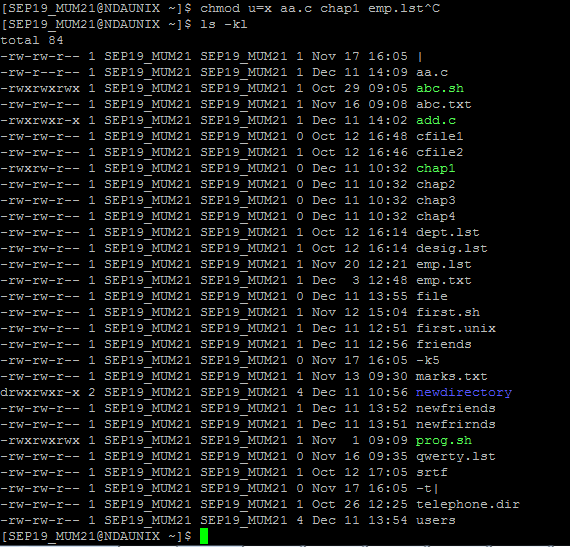 [SEP19_MUM21@NDAUNIX ~]$ chmod u=x aa.c chap1 emp.lst^C
[SEP19_MUM21@NDAUNIX ~]$ ls -kl
total 84
-rw-rw-r-- 1 SEP19_MUM21 SEP19_MUM21 1 Nov 17 16:05 |
-rw-r--r-- 1 SEP19_MUM21 SEP19_MUM21 1 Dec 11 14:09 aa.c
-rwxrwxrwx 1 SEP19_MUM21 SEP19_MUM21 1 Oct 29 09:05 abc.sh
-rw-rw-r-- 1 SEP19_MUM21 SEP19_MUM21 1 Nov 16 09:08 abc.txt
-rwxrwxr-x 1 SEP19_MUM21 SEP19_MUM21 1 Dec 11 14:02 add.c
-rw-rw-r-- 1 SEP19_MUM21 SEP19_MUM21 0 Oct 12 16:48 cfile1
-rw-rw-r-- 1 SEP19_MUM21 SEP19_MUM21 1 Oct 12 16:46 cfile2
-rwxrw-r-- 1 SEP19_MUM21 SEP19_MUM21 0 Dec 11 10:32 chap1
-rw-rw-r-- 1 SEP19_MUM21 SEP19_MUM21 0 Dec 11 10:32 chap2
-rw-rw-r-- 1 SEP19_MUM21 SEP19_MUM21 0 Dec 11 10:32 chap3
-rw-rw-r-- 1 SEP19_MUM21 SEP19_MUM21 0 Dec 11 10:32 chap4
-rw-rw-r-- 1 SEP19_MUM21 SEP19_MUM21 1 Oct 12 16:14 dept.lst
-rw-rw-r-- 1 SEP19_MUM21 SEP19_MUM21 1 Oct 12 16:14 desig.lst
-rw-rw-r-- 1 SEP19_MUM21 SEP19_MUM21 1 Nov 20 12:21 emp.lst
-rw-rw-r-- 1 SEP19_MUM21 SEP19_MUM21 1 Dec  3 12:48 emp.txt
-rw-rw-r-- 1 SEP19_MUM21 SEP19_MUM21 0 Dec 11 13:55 file
-rw-rw-r-- 1 SEP19_MUM21 SEP19_MUM21 1 Nov 12 15:04 first.sh
-rw-rw-r-- 1 SEP19_MUM21 SEP19_MUM21 1 Dec 11 12:51 first.unix
-rw-rw-r-- 1 SEP19_MUM21 SEP19_MUM21 1 Dec 11 12:56 friends
-rw-rw-r-- 1 SEP19_MUM21 SEP19_MUM21 0 Nov 17 16:05 -k5
-rw-rw-r-- 1 SEP19_MUM21 SEP19_MUM21 1 Nov 13 09:30 marks.txt
drwxrwxr-x 2 SEP19_MUM21 SEP19_MUM21 4 Dec 11 10:56 newdirectory
-rw-rw-r-- 1 SEP19_MUM21 SEP19_MUM21 1 Dec 11 13:52 newfriends
-rw-rw-r-- 1 SEP19_MUM21 SEP19_MUM21 1 Dec 11 13:51 newfrirnds
-rwxrwxrwx 1 SEP19_MUM21 SEP19_MUM21 1 Nov  1 09:09 prog.sh
-rw-rw-r-- 1 SEP19_MUM21 SEP19_MUM21 0 Nov 16 09:35 qwerty.lst
-rw-rw-r-- 1 SEP19_MUM21 SEP19_MUM21 1 Oct 12 17:05 srtf
-rw-rw-r-- 1 SEP19_MUM21 SEP19_MUM21 0 Nov 17 16:05 -t|
-rw-rw-r-- 1 SEP19_MUM21 SEP19_MUM21 1 Oct 26 12:25 telephone.dir
-rw-rw-r-- 1 SEP19_MUM21 SEP19_MUM21 4 Dec 11 13:54 users
[SEP19_MUM21@NDAUNIX ~]$